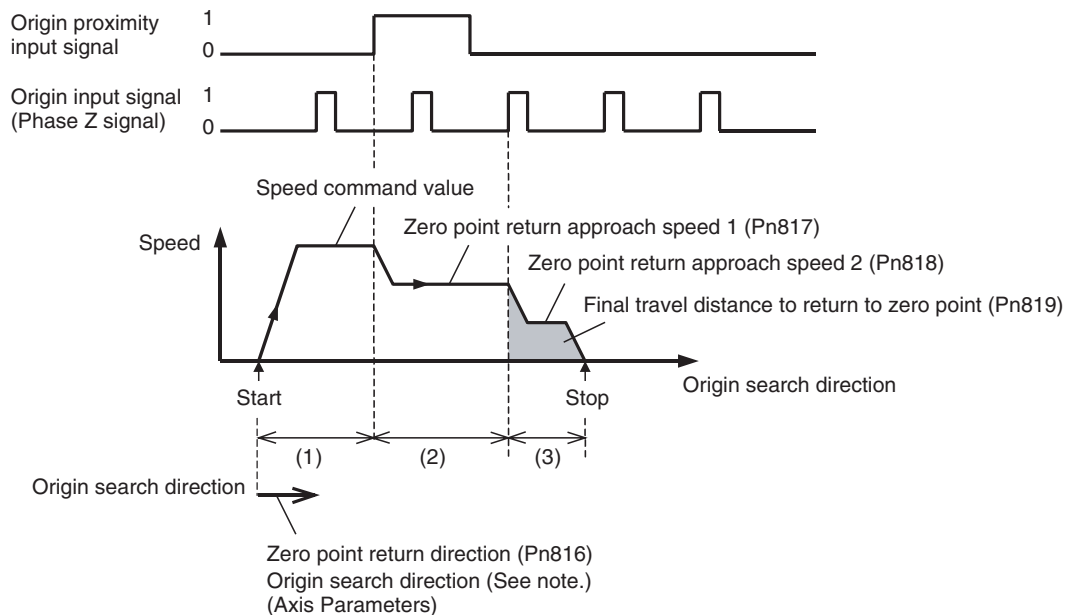 Origin proximity
input signal
1
0
Origin input signal
(Phase Z signal)
1
0
Speed command value
Zero point return approach speed 1 (Pn817)
Speed
Zero point return approach speed 2 (Pn818)
Final travel distance to return to zero point (Pn819)
Origin search direction
Start
Stop
(1)
(2)
(3)
Origin search direction
Zero point return direction (Pn816)
Origin search direction (See note.)
(Axis Parameters)